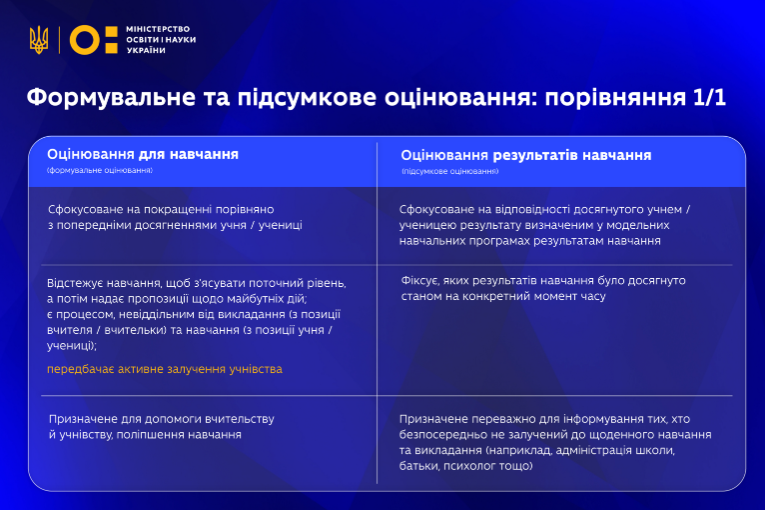 МІНІСТЕРСТВО
ОСВІТИ І НАУКИ
УКРАЇНИ
Формувальне та підсумкове оцінювання: порівняння 1/1
Оцінювання для навчання
(формувальне оцінювання)
Оцінювання результатів навчання
(підсумкове оцінювання)
Сфокусоване на покращенні порівняно
з попередніми досягненнями учня / учениці
Сфокусоване на відповідності досягнутого учнем /
ученицею результату визначеним у модельних
навчальних програмах результатам навчання
Відстежує навчання, щоб з’ясувати поточний рівень,
а потім надає пропозиції щодо майбутніх дій;
є процесом, невіддільним від викладання (з позиції
вчителя / вчительки) та навчання (з позиції учня /
учениці);
передбачає активне залучення учнівства
Фіксує, яких результатів навчання було досягнуто
станом на конкретний момент часу
Призначене для допомоги вчительству
й учнівству, поліпшення навчання
Призначене переважно для інформування тих, хто
безпосередньо не залучений до щоденного навчання
та викладання (наприклад, адміністрація школи,
батьки, психолог тощо)